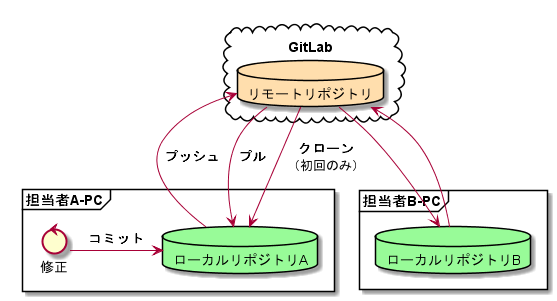 GitLab
リモートリポジトリ
プッシュ
プル
クローン
(初回のみ)
担当者A-PC
コミット
修正
ローカルリポジトリA
担当者B-PC
ローカルリポジトリB